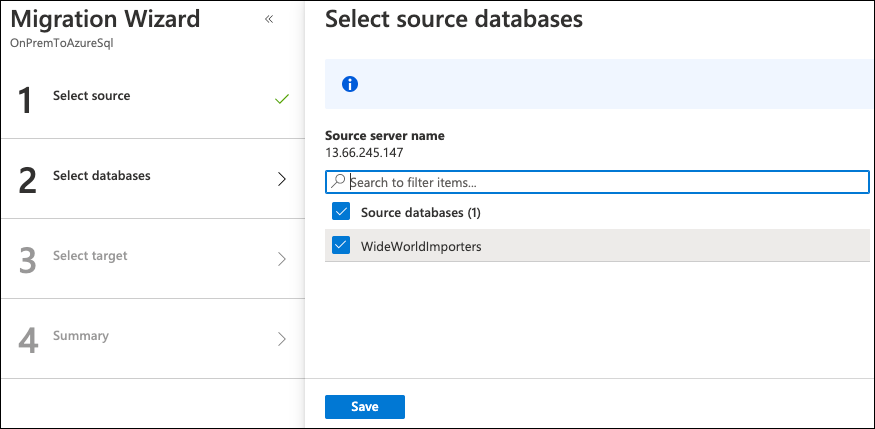 Migration Wizard
«
OnPremToAzureSql
1
Select source
2
Select databases
3
Select target
4
Summary
Select source databases
Source server name
13.66.245.147
Search to filter items...
Source databases (1)
WideWorldImporters
Save